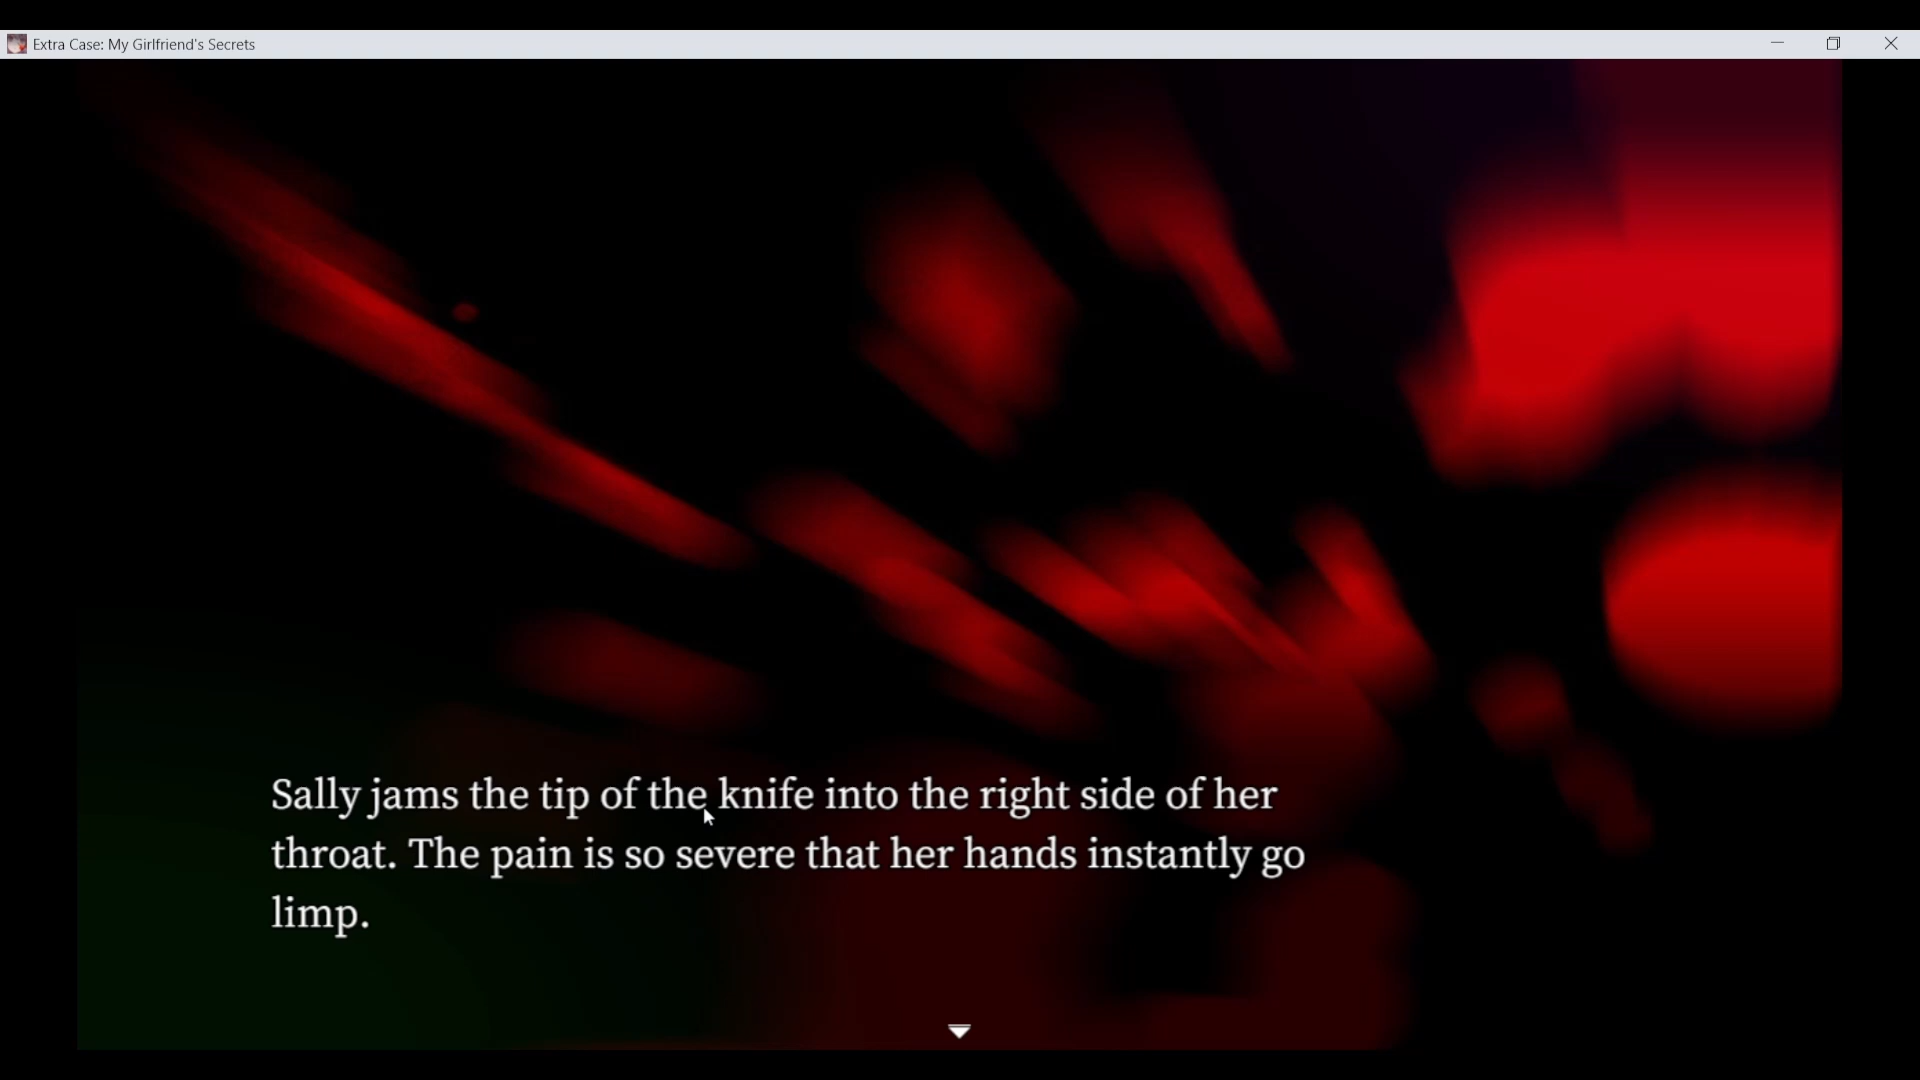 Extra Case: My Girlfriend's Secrets
Sally jams the tip of the knife into the right side of her
throat. The pain is so severe that her hands instantly go
limp.